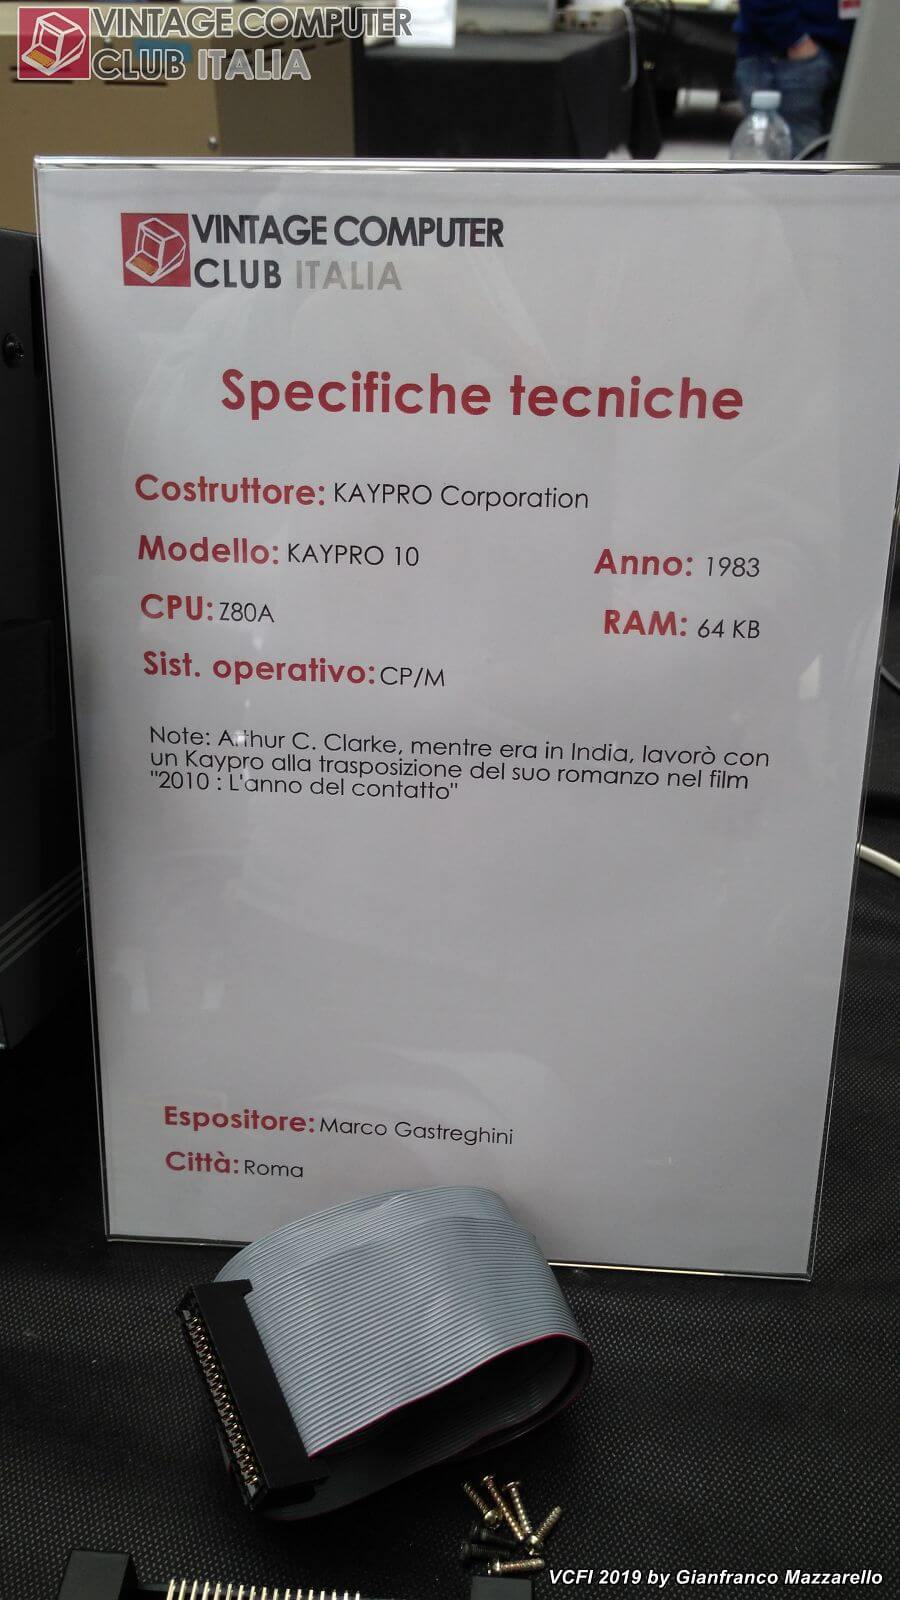 VINTAGE COMPUTER
CLUB ITALIA
VINTAGE COMPUTER
CLUB ITALIA
Specifiche tecniche
Costruttore: KAYPRO Corporation
Modello: KAYPRO 10
Anno: 1983
CPU: Z80A
RAM: 64 KB
Sist. operativo: CP/M
Note: Arthur C. Clarke, mentre era in India, lavorò con
un Kaypro alla trasposizione del suo romanzo nel film
"2010 : L'anno del contatto"
Espositore: Marco Gastreghini
Città: Roma
VCFI 2019 by Gianfranco Mazzarello